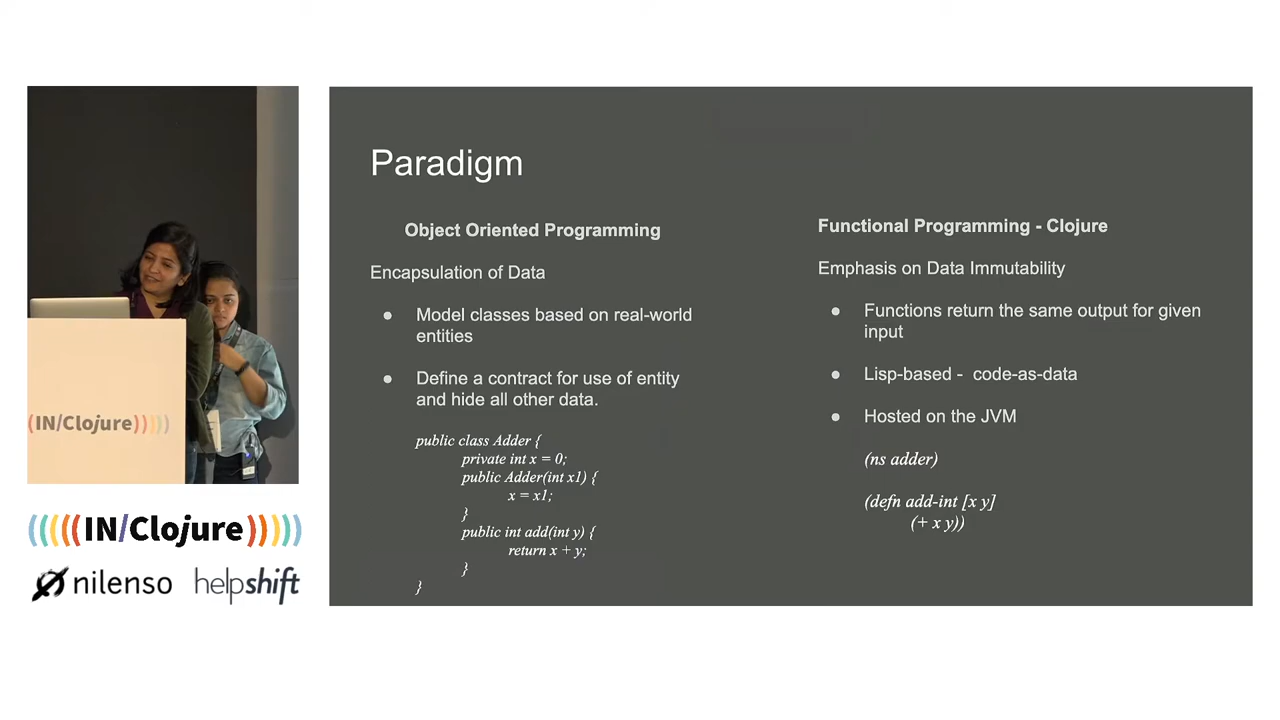 Paradigm
Object Oriented Programming
Encapsulation of Data
● Model classes based on real-world
entities
● Define a contract for use of entity
and hide all other data.
public class Adder {
private int x = 0;
public Adder(int x1) {
x = x1;
}
public int add(int y) {
return x + y;
}
}
Functional Programming - Clojure
Emphasis on Data Immutability
● Functions return the same output for given
input
● Lisp-based - code-as-data
● Hosted on the JVM
(ns adder)
(defn add-int [x y]
(+ x y))
(IN/Clojure))))
(((((IN/Clojure)))))
nilenso helpshift